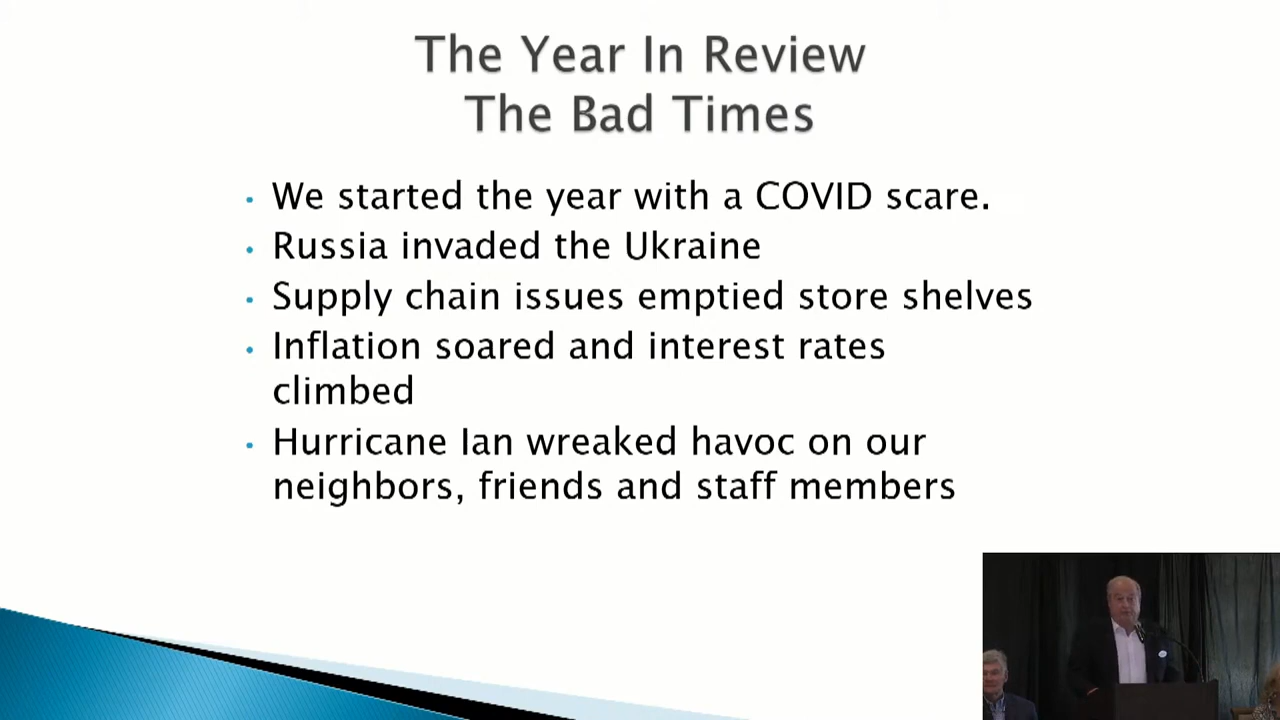 The Year In Review
The Bad Times
• We started the year with a COVID scare.
• Russia invaded the Ukraine
• Supply chain issues emptied store shelves
• Inflation soared and interest rates
climbed
• Hurricane Ian wreaked havoc on our
neighbors, friends and staff members